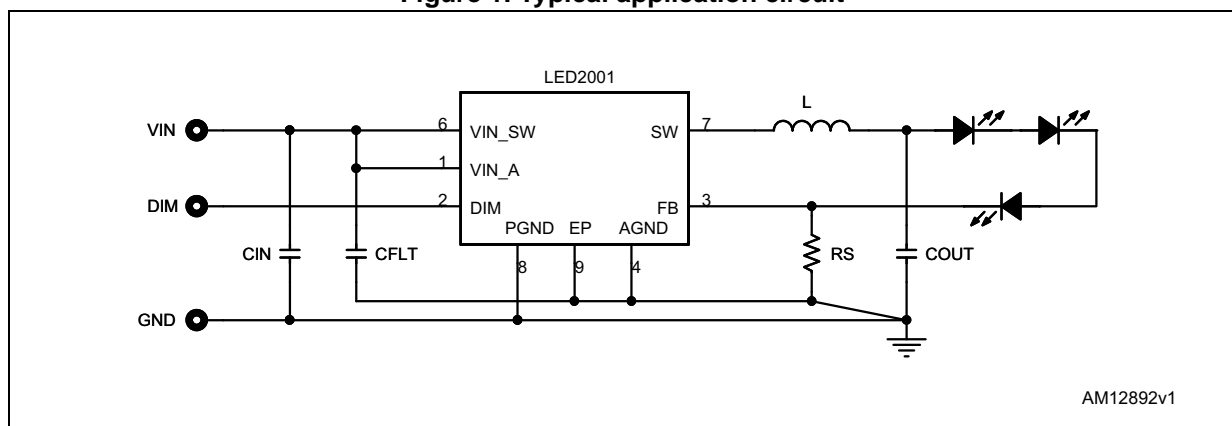 Figure 1. Typical application circuit
LED2001
L
VIN
6
VIN_SW
SW
7
1
VIN_A
DIM
2
DIM
FB
3
PGND
EP
AGND
CIN
CFLT
8
9
4
RS
COUT
GND
AM12892v1